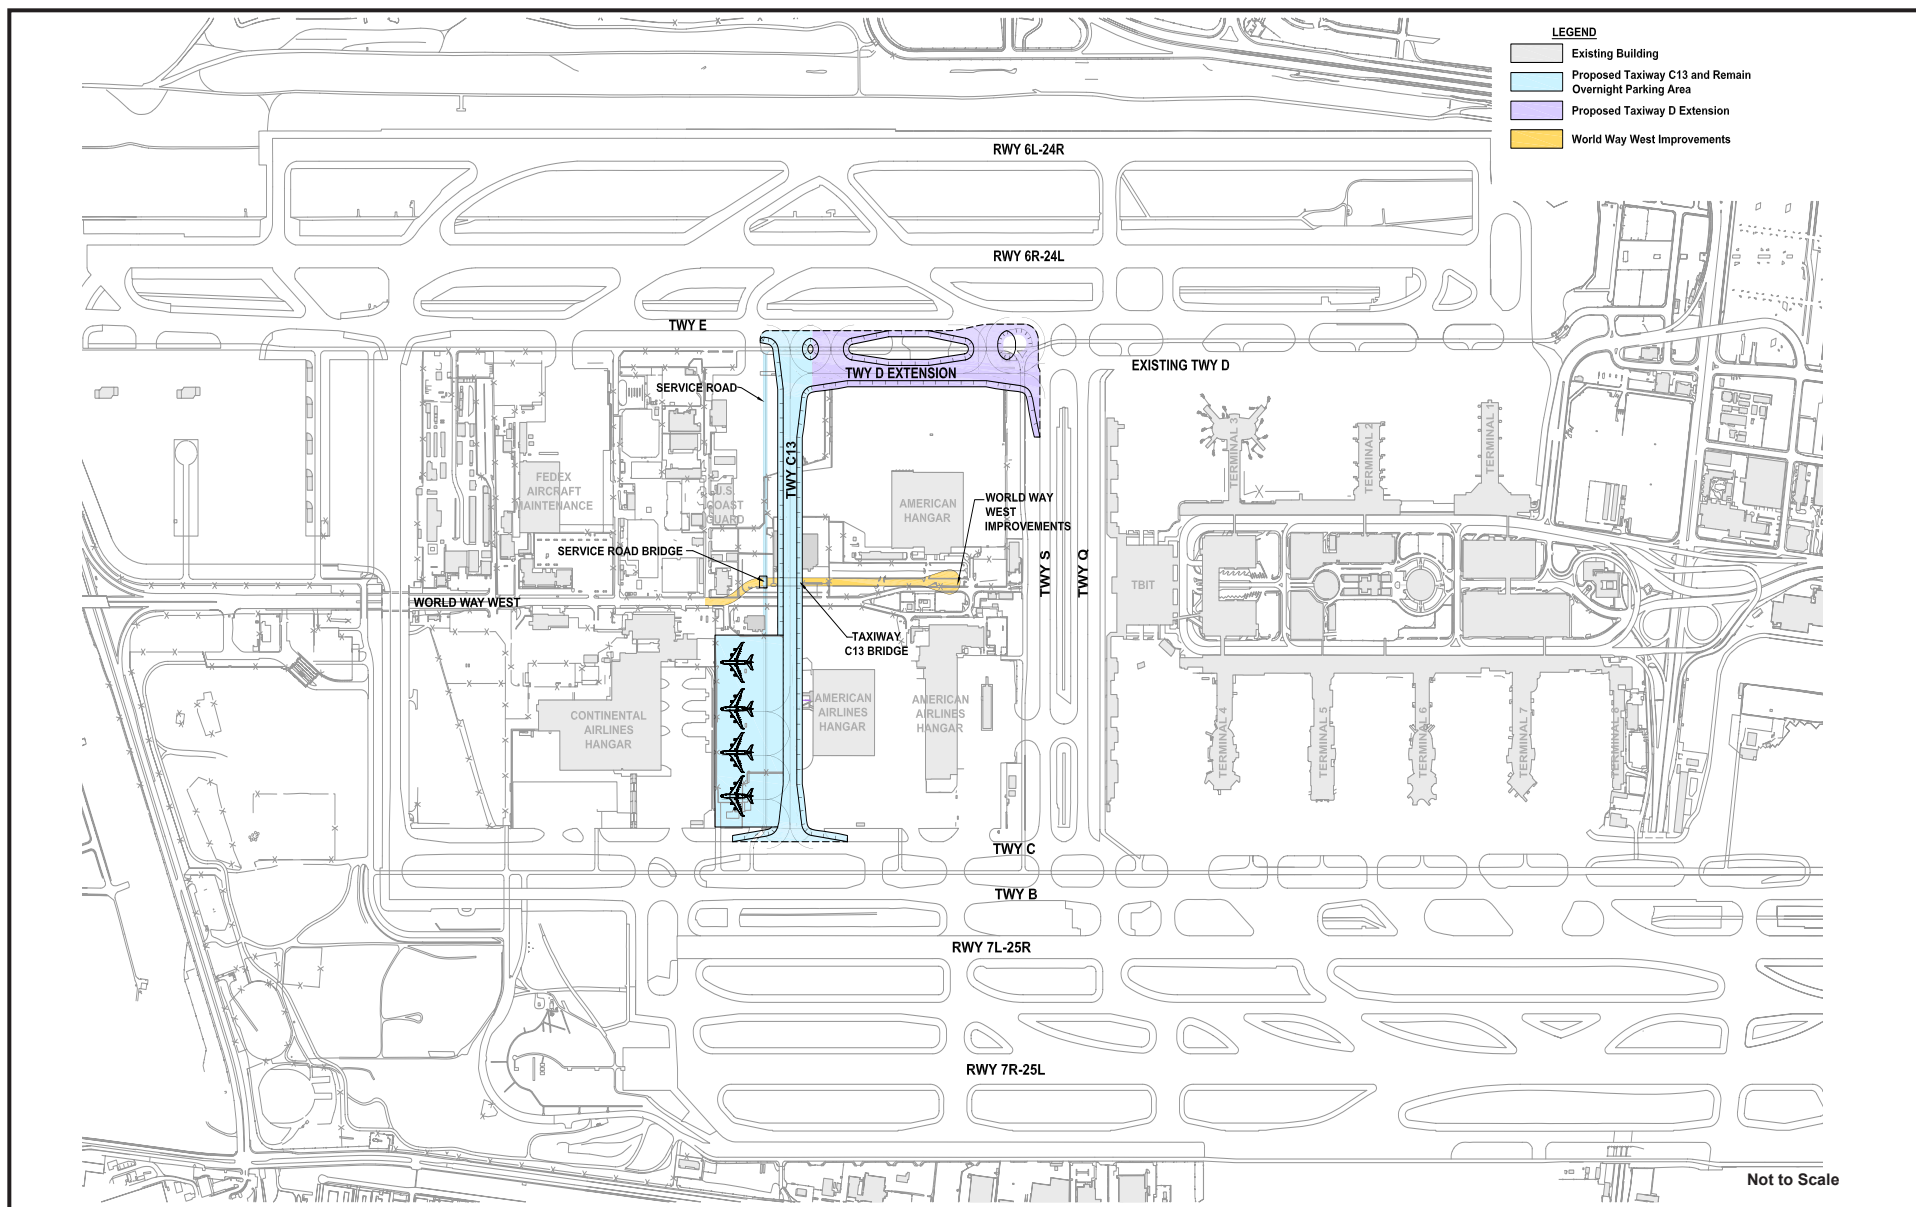 LEGEND
Existing Building
Proposed Taxiway C13 and Remain
Overnight Parking Area
Proposed Taxiway D Extension
World Way West Improvements
RWY 6L-24R
RWY 6R-24L
TWY E
EXISTING TWY D
TWY D EXTENSION
SERVICE ROAD
TWY C13
TERMINAL 3
TERMINAL 2
TERMINAL 1
FEDEX
AIRCRAFT
MAINTENANCE
U.S.
COAST
GUARD
AMERICAN
HANGAR
WORLD WAY
WEST
IMPROVEMENTS
SERVICE ROAD BRIDGE
TWY S
TWY Q
TBIT
WORLD WAY WEST
TAXIWAY
C13 BRIDGE
CONTINENTAL
AIRLINES
HANGAR
AMERICAN
AIRLINES
HANGAR
AMERICAN
AIRLINES
HANGAR
TERMINAL 4
TERMINAL 5
TERMINAL 6
TERMINAL 7
TERMINAL 8
TWY C
TWY B
RWY 7L-25R
RWY 7R-25L
Not to Scale